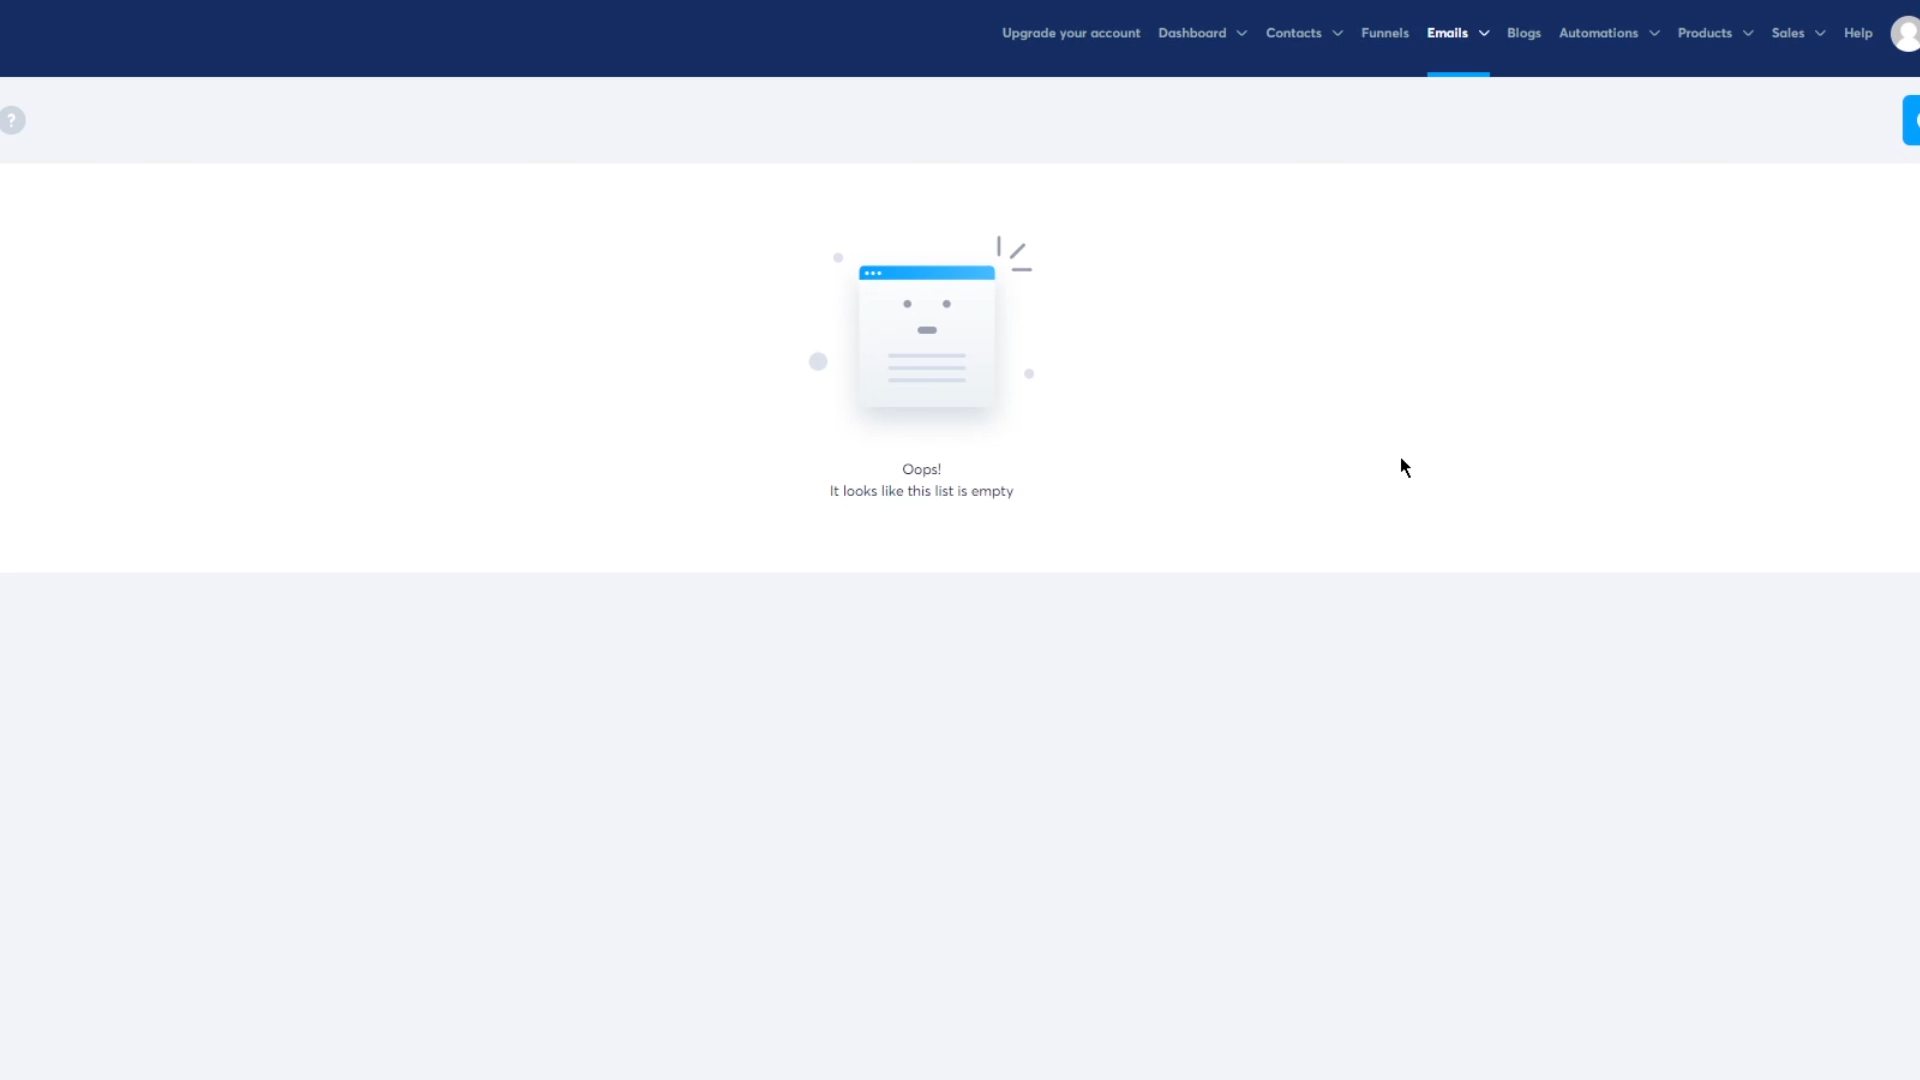 Upgrade your account Dashboard Contacts Funnels Emails Blogs Automations Products Sales Help
?
Oops!
It looks like this list is empty